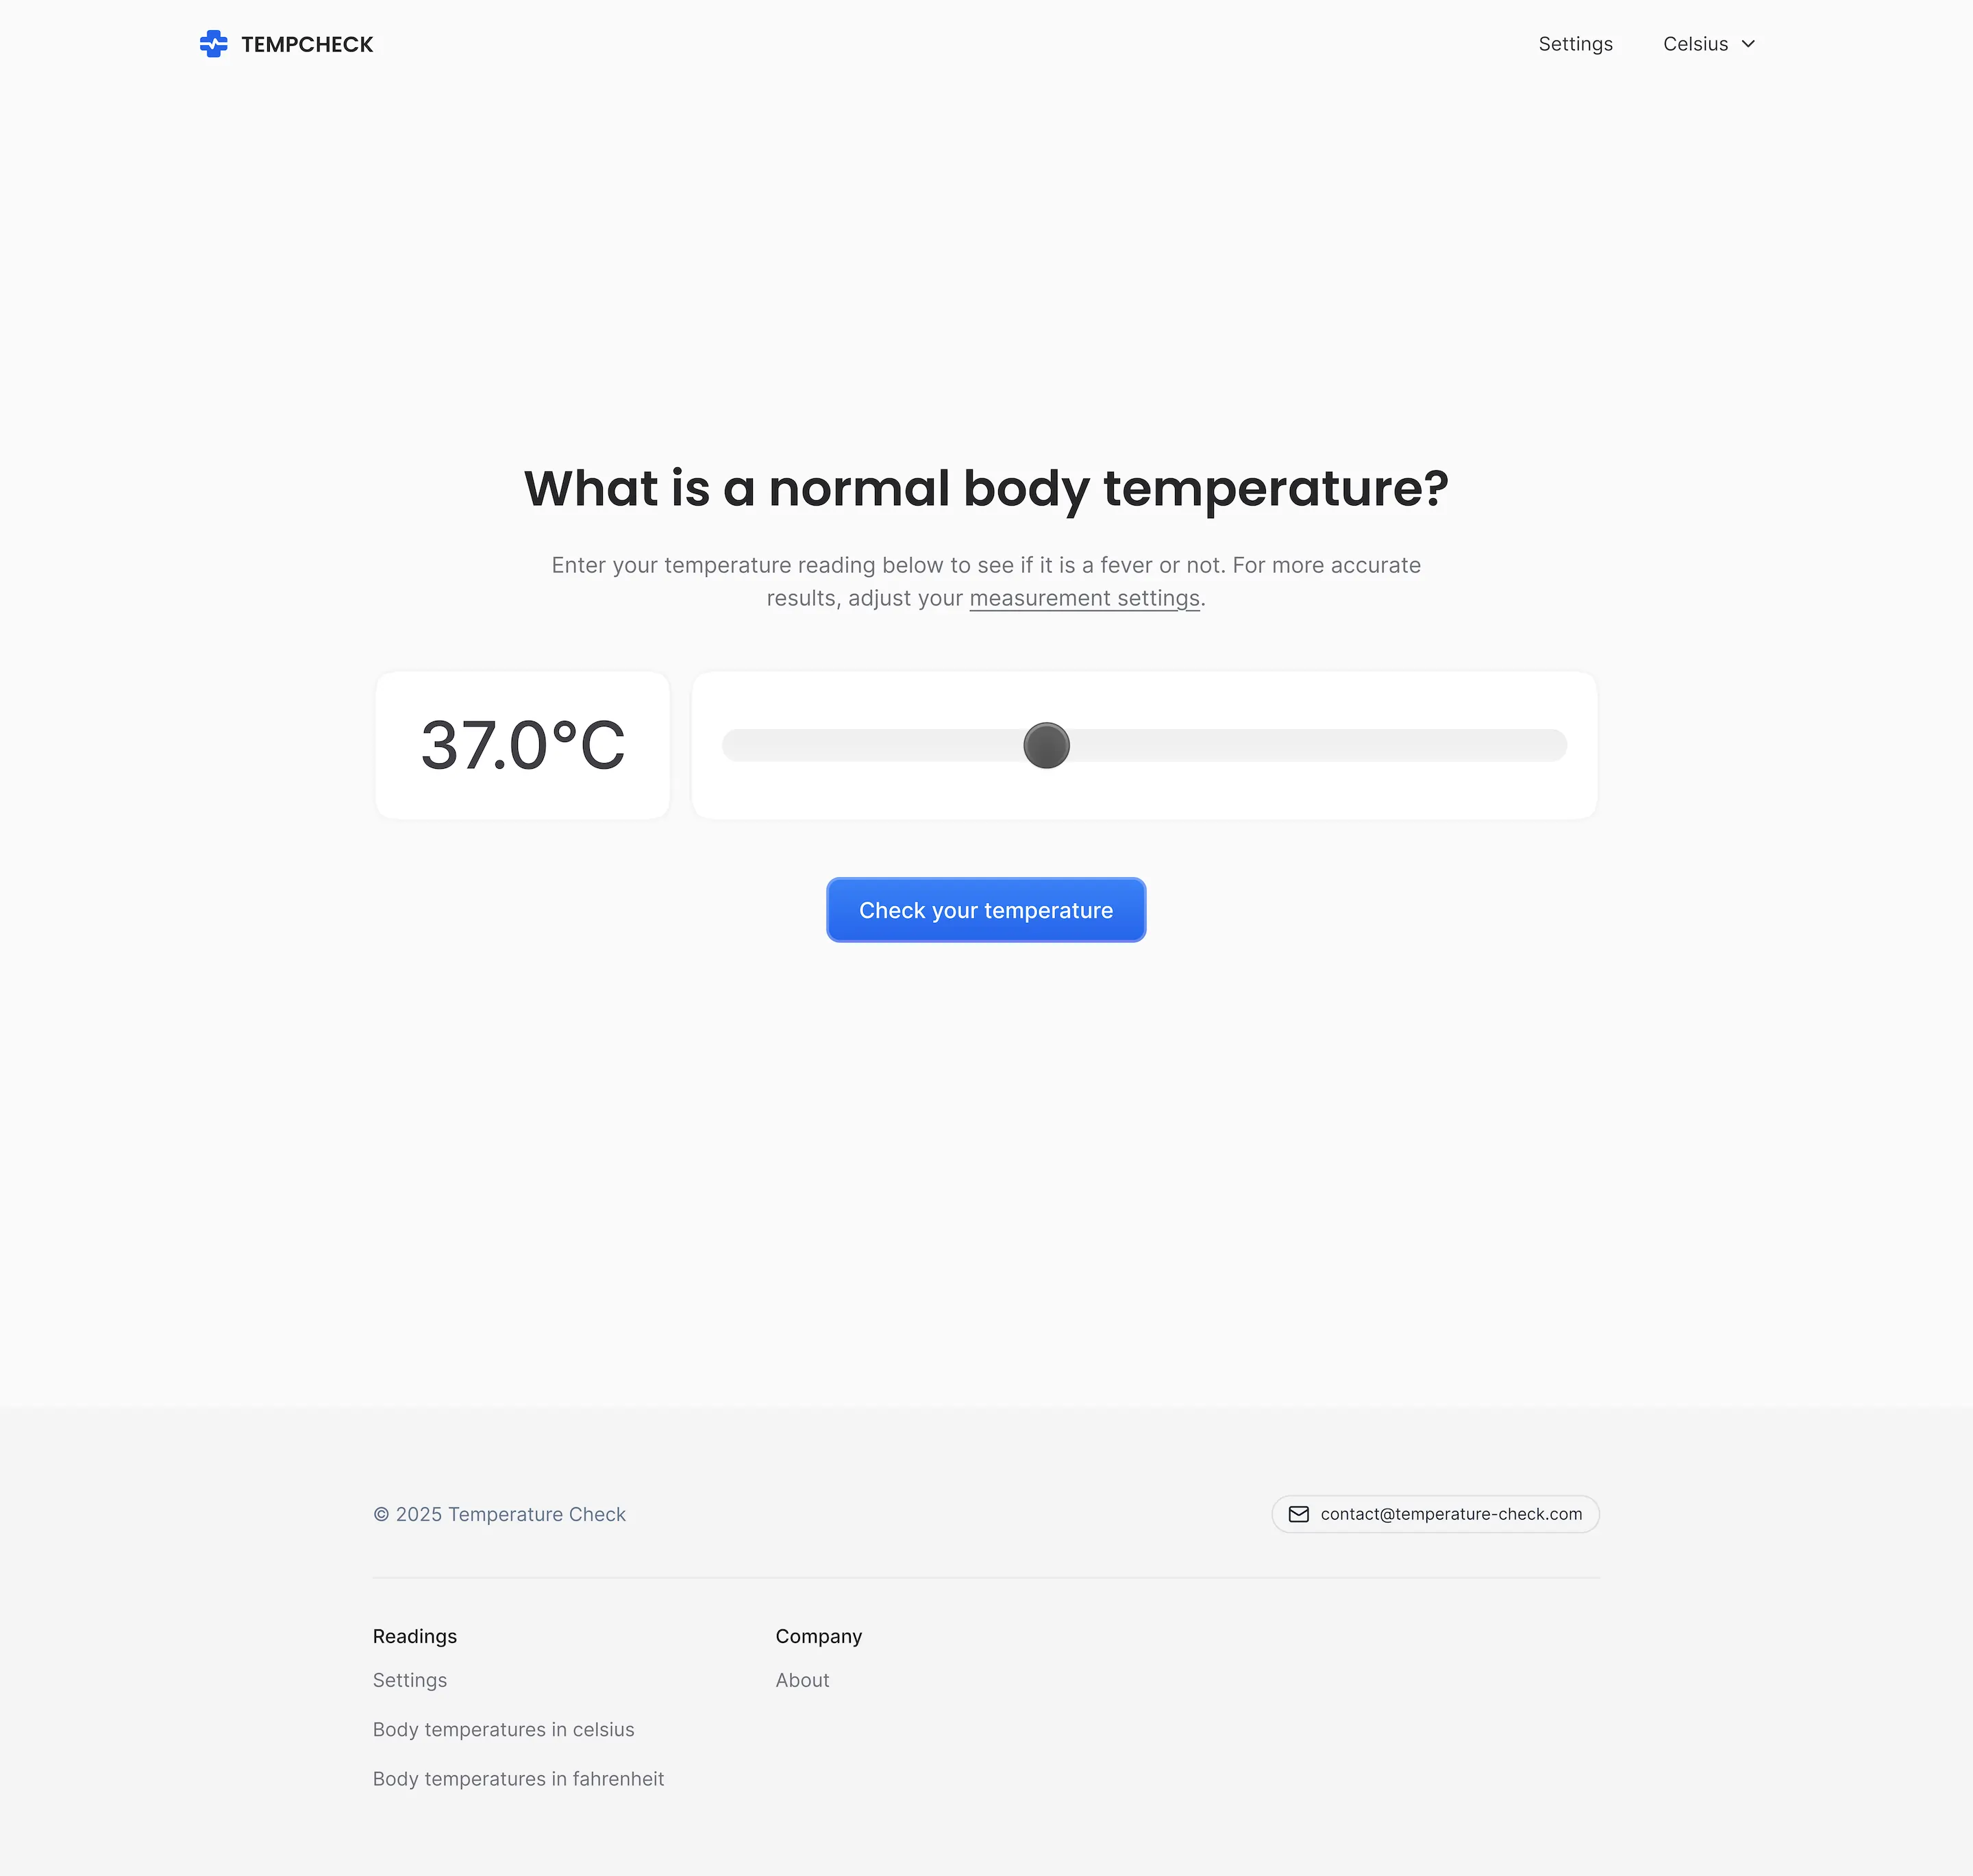 TEMPCHECK
Settings
Celsius
What is a normal body temperature?
Enter your temperature reading below to see if it is a fever or not. For more accurate
results, adjust your measurement settings.
37.0°C
Check your temperature
© 2025 Temperature Check
contact@temperature-check.com
Readings
Settings
Body temperatures in celsius
Body temperatures in fahrenheit
Company
About